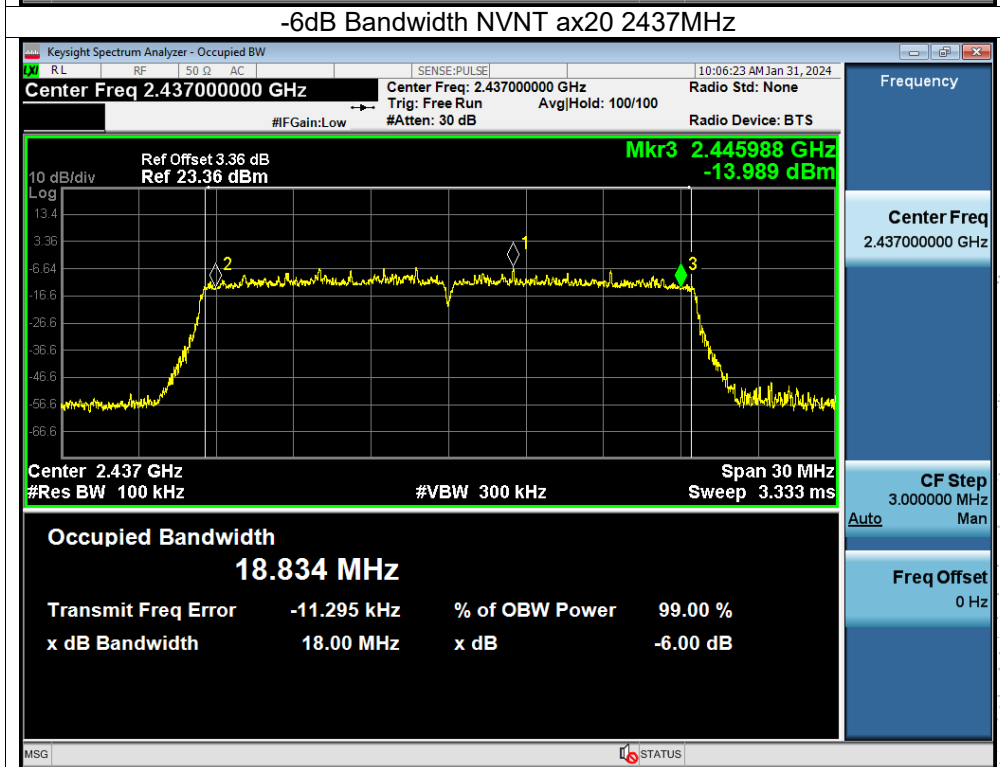 -6dB Bandwidth NVNT ax20 2437MHz
Keysight Spectrum Analyzer - Occupied BW
LXI RL RF 50 Ω AC SENSE:PULSE 10:06:23 AM Jan 31, 2024
Center Freq 2.437000000 GHz
Center Freq: 2.437000000 GHz Radio Std: None
Trig: Free Run Avg|Hold: 100/100
#IFGain:Low #Atten: 30 dB Radio Device: BTS
Frequency
Mkr3 2.445988 GHz
-13.989 dBm
Ref Offset 3.36 dB
10 dB/div Ref 23.36 dBm
Log
13.4
3.36
-6.64
-16.6
-26.6
-36.6
-46.6
-56.6
-66.6
2
1
3
Center 2.437 GHz Span 30 MHz
#Res BW 100 kHz #VBW 300 kHz Sweep 3.333 ms
Occupied Bandwidth
18.834 MHz
Transmit Freq Error -11.295 kHz % of OBW Power 99.00 %
x dB Bandwidth 18.00 MHz x dB -6.00 dB
Center Freq
2.437000000 GHz
CF Step
3.000000 MHz
Auto Man
Freq Offset
0 Hz
MSG STATUS